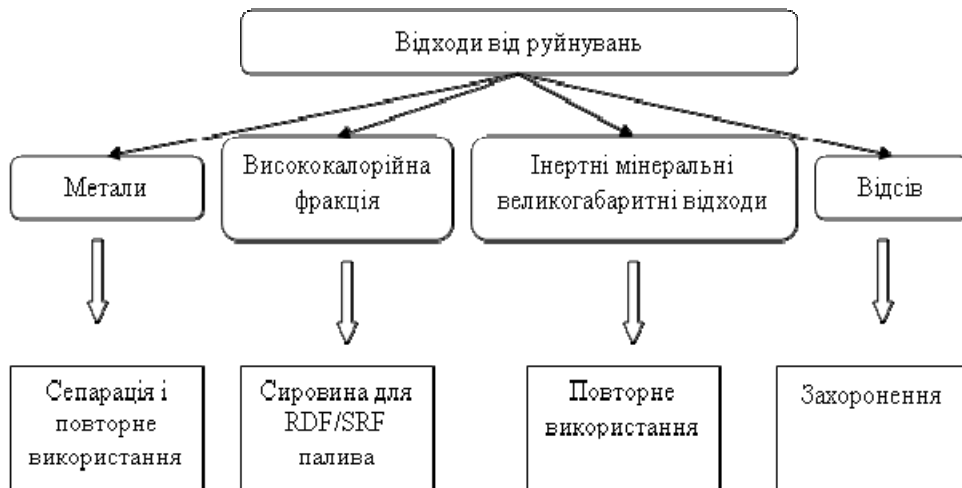 Відходи від руйнувань
Метали
Висококалорійна
фракція
Інертні мінеральні
великогабаритні відходи
Відсів
Сепарація і
повторне
використання
Сировина для
RDF/SRF
палива
Повторне
використання
Захоронення